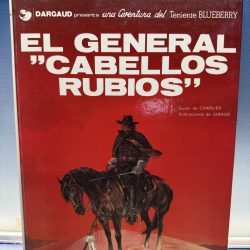 DARGAUD presenta una Aventura del Teniente BLUEBERRY
EL GENERAL
"CABELLOS
RUBIOS"
Guión de CHARLIER
Ilustraciones de GIRAUD